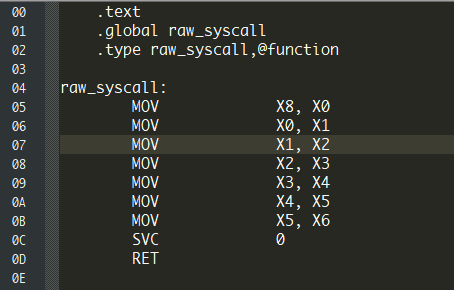 00 .text
01 .global raw_syscall
02 .type raw_syscall,@function
03
04 raw_syscall:
05 MOV X8, X0
06 MOV X0, X1
07 MOV X1, X2
08 MOV X2, X3
09 MOV X3, X4
0A MOV X4, X5
0B MOV X5, X6
0C SVC 0
0D RET
0E